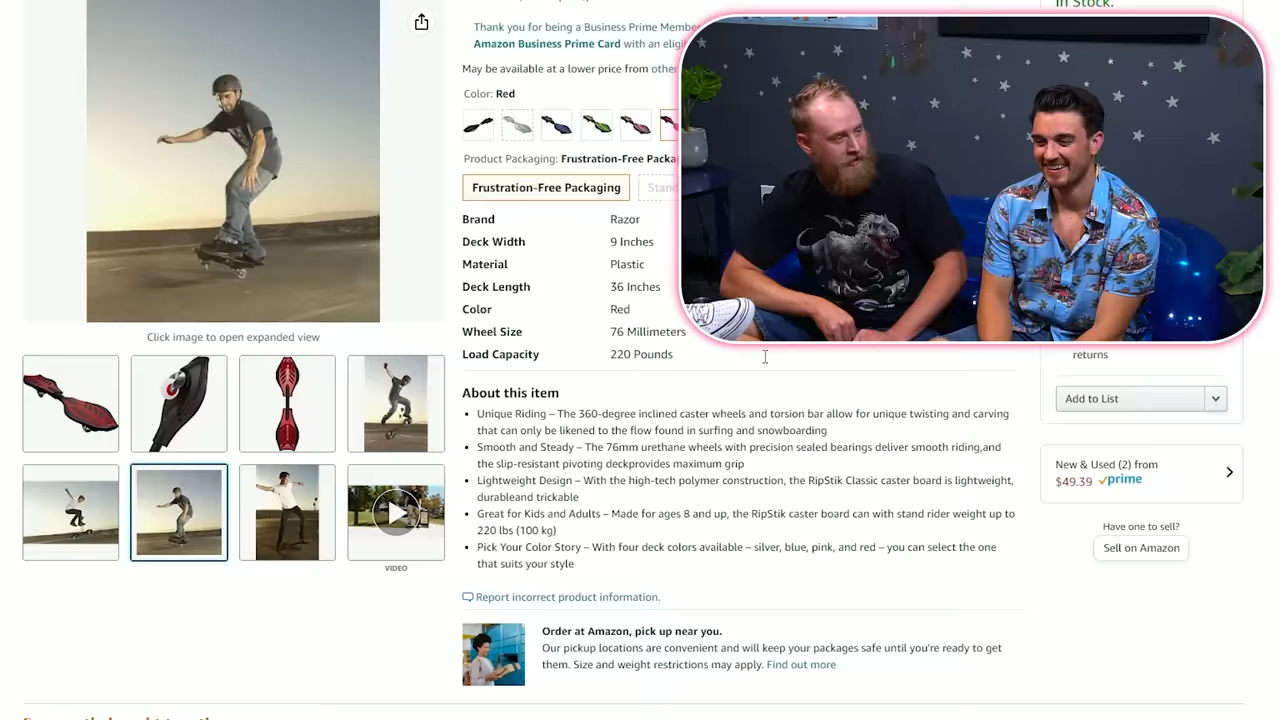 In Stock.
Thank you for being a Business Prime Membe
Amazon Business Prime Card with an
May be available at a lower price from other
Color: Red
Product Packaging: Frustration-Free
Frustration-Free Packaging
Brand Razor
Deck Width 9 Inches
Material Plastic
Deck Length 36 Inches
Color Red
Wheel Size 76 Millimeters
Load Capacity 220 Pounds
returns
Click image to open expanded view
VIDEO
About this item
Unique Riding – The 360-degree inclined caster wheels and torsion bar allow for unique twisting and carving
that can only be likened to the flow found in surfing and snowboarding
Smooth and Steady – The 76mm urethane wheels with precision sealed bearings deliver smooth riding,and
the slip-resistant pivoting deckprovides maximum grip
Lightweight Design – With the high-tech polymer construction, the RipStik Classic caster board is lightweight,
durableand trickable
Great for Kids and Adults – Made for ages 8 and up, the RipStik caster board can with stand rider weight up to
220 lbs (100 kg)
Pick Your Color Story – With four deck colors available – silver, blue, pink, and red – you can select the one
that suits your style
Report incorrect product information.
Order at Amazon, pick up near you.
Our pickup locations are convenient and will keep your packages safe until you're ready to get
them. Size and weight restrictions may apply. Find out more
Add to List
New & Used (2) from
$49.39 prime
Have one to sell?
Sell on Amazon